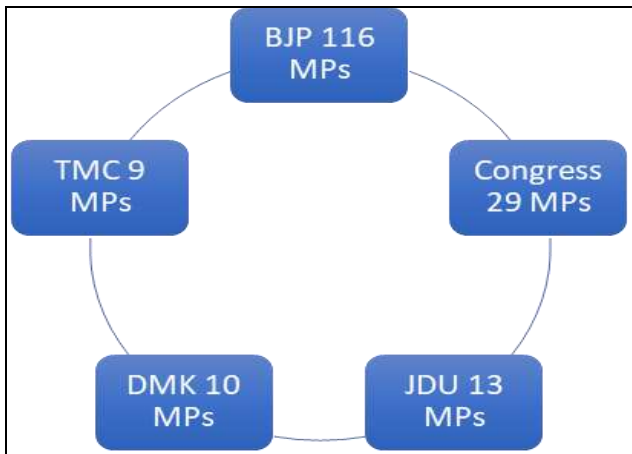 BJP 116
MPs
Congress
29 MPs
JDU 13
MPs
DMK 10
MPs
TMC 9
MPs